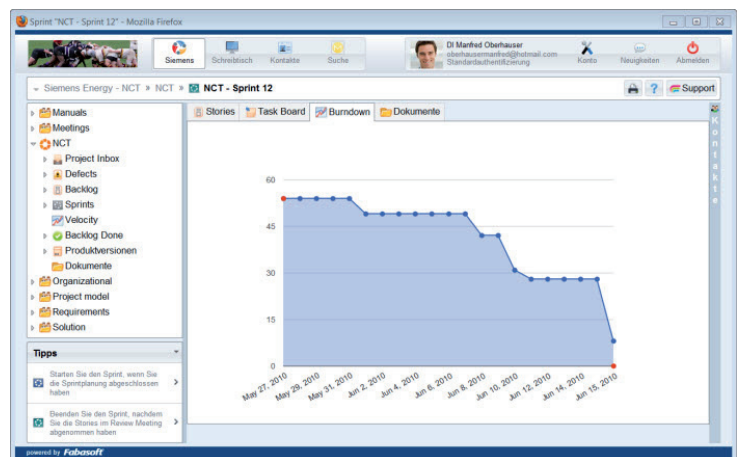 Sprint "NCT - Sprint 12" - Mozilla Firefox
Siemens
Schreibtisch
Kontakte
Suche
DI Manfred Oberhauser
oberhausermanfred@hotmail.com
Standardauthentifizierung
Konto
Neuigkeiten
Abmelden
Siemens Energy - NCT » NCT » NCT - Sprint 12
? Support
Manuals
Meetings
NCT
Project Inbox
Defects
Backlog
Sprints
Velocity
Backlog Done
Produktversionen
Dokumente
Organizational
Project model
Requirements
Solution
Tipps
Starten Sie den Sprint, wenn Sie
die Sprintplanung abgeschlossen
haben
Beenden Sie den Sprint, nachdem
Sie die Stories im Review Meeting
abgenommen haben
Stories
Task Board
Burndown
Dokumente
60
45
30
15
0
May 27, 2010
May 29, 2010
May 31, 2010
Jun 2, 2010
Jun 4, 2010
Jun 6, 2010
Jun 8, 2010
Jun 10, 2010
Jun 12, 2010
Jun 14, 2010
Jun 15, 2010
Kontakte
powered by Fabasoft